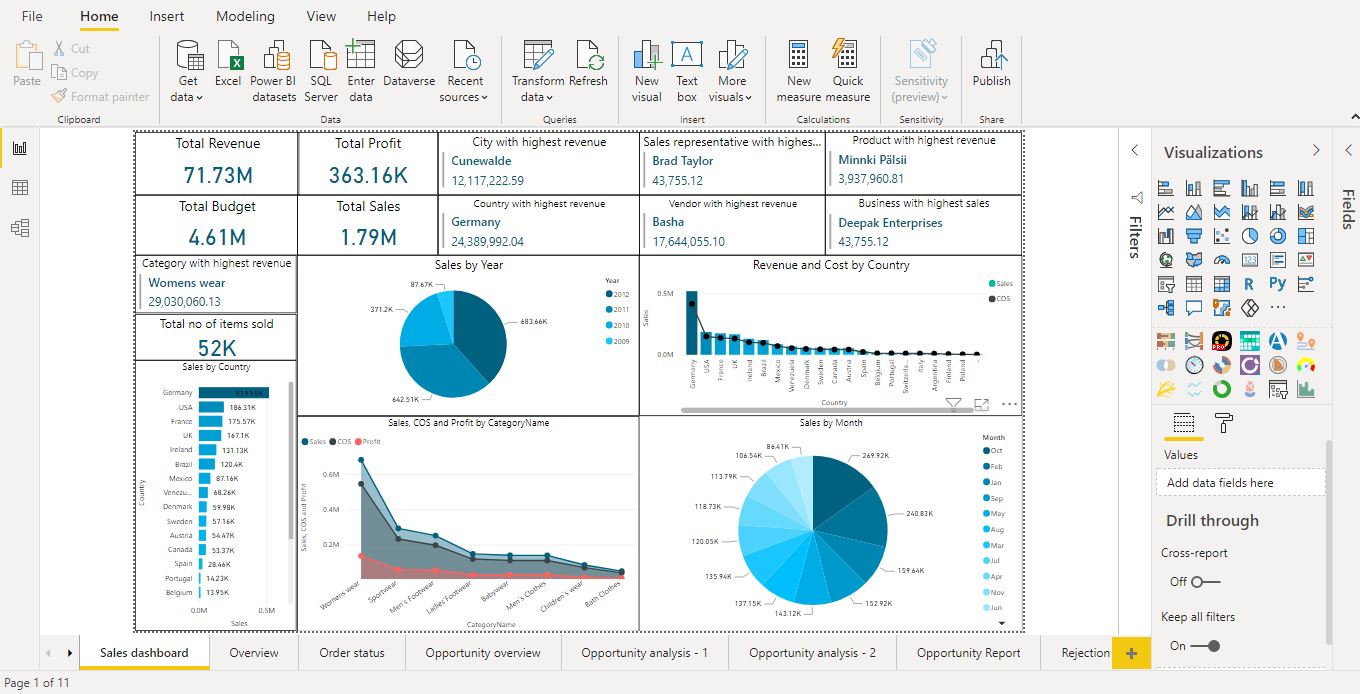 File Home Insert Modeling View Help
Paste
Cut
Copy
Format painter
Clipboard
Get data
Excel
Power BI datasets
SQL Server
Enter data
Dataverse
Recent sources
Data
Transform data
Refresh
Queries
New visual
Text box
More visuals
Insert
New measure
Quick measure
Calculations
Sensitivity (preview)
Sensitivity
Publish
Share
Total Revenue
71.73M
Total Profit
363.16K
City with highest revenue
Cunewalde
12,117,222.59
Sales representative with highes...
Brad Taylor
43,755.12
Product with highest revenue
Minnki Pälsii
3,937,960.81
Total Budget
4.61M
Total Sales
1.79M
Country with highest revenue
Germany
24,389,992.04
Vendor with highest revenue
Basha
17,644,055.10
Business with highest sales
Deepak Enterprises
43,755.12
Category with highest revenue
Womens wear
29,030,060.13
Total no of items sold
52K
Sales by Country
Country
Germany 519.55K
USA 186.31K
France 175.57K
UK 167.1K
Ireland 131.13K
Brazil 120.4K
Mexico 87.16K
Venezu... 68.26K
Denmark 59.98K
Sweden 57.16K
Austria 54.47K
Canada 53.37K
Spain 28.46K
Portugal 14.23K
Belgium 13.95K
0.0M 0.5M
Sales
Sales by Year
87.67K
371.2K
683.66K
642.51K
Year
2012
2011
2010
2009
Revenue and Cost by Country
Sales
COS
0.5M
0.0M
Sales
Germany
USA
France
UK
Ireland
Brazil
Mexico
Venezuela
Denmark
Sweden
Canada
Austria
Spain
Belgium
Portugal
Switzerla...
Italy
Argentina
Finland
Poland
-
Country
Sales, COS and Profit by CategoryName
Sales COS Profit
Sales, COS and Profit
0.6M
0.4M
0.2M
Womens wear
Sportwear
Men's Footwear
Ladies' Footwear
Babywear
Men's Clothes
Children's wear
Bath Clothes
CategoryName
Sales by Month
86.41K
106.54K
113.79K
118.73K
120.05K
135.94K
137.15K
143.12K
152.92K
159.64K
240.83K
269.92K
Month
Oct
Feb
Jan
Sep
May
Aug
Mar
Jul
Apr
Nov
Jun
Filters
Visualizations
123
R
Py
PRO
Values
Add data fields here
Drill through
Cross-report
Off
Keep all filters
On
Fields
Sales dashboard
Overview
Order status
Opportunity overview
Opportunity analysis - 1
Opportunity analysis - 2
Opportunity Report
Rejection
Page 1 of 11